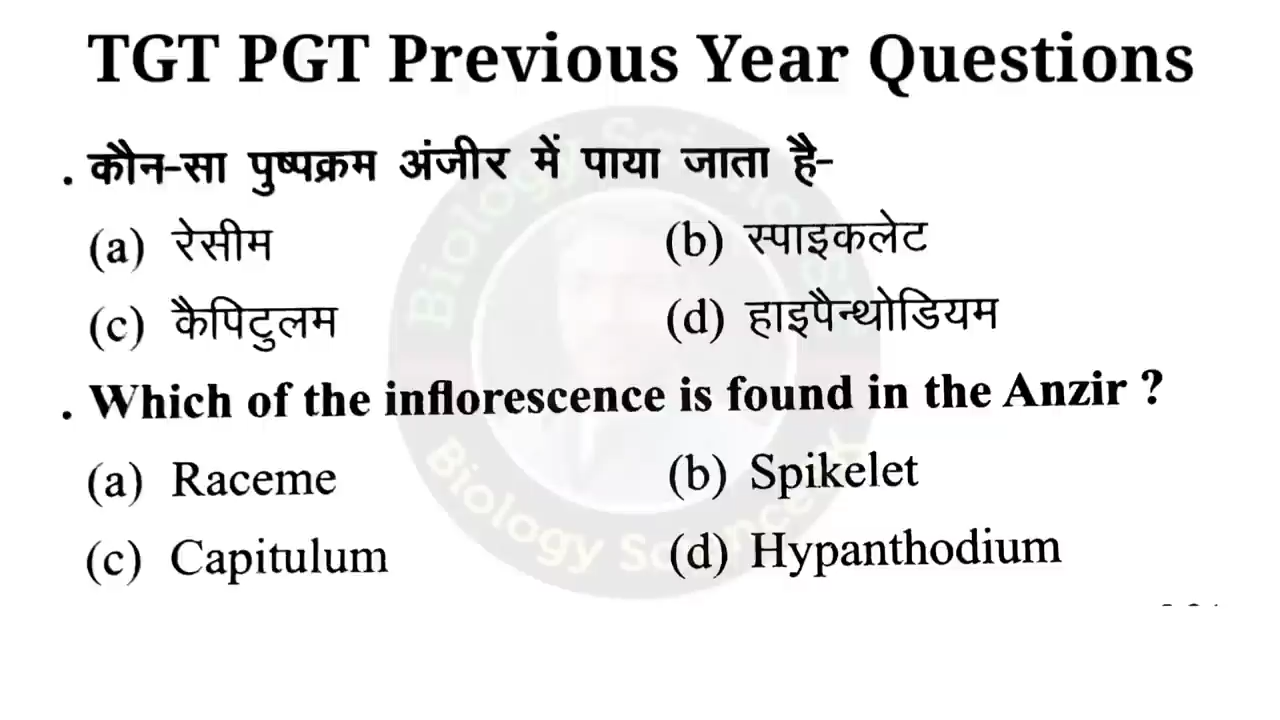 TGT PGT Previous Year Questions
. कौन-सा पुष्पक्रम अंजीर में पाया जाता है-
(a) रेसीम (b) स्पाइकलेट
(c) कैपिटुलम (d) हाइपैन्थोडियम
. Which of the inflorescence is found in the Anzir ?
(a) Raceme (b) Spikelet
(c) Capitulum (d) Hypanthodium